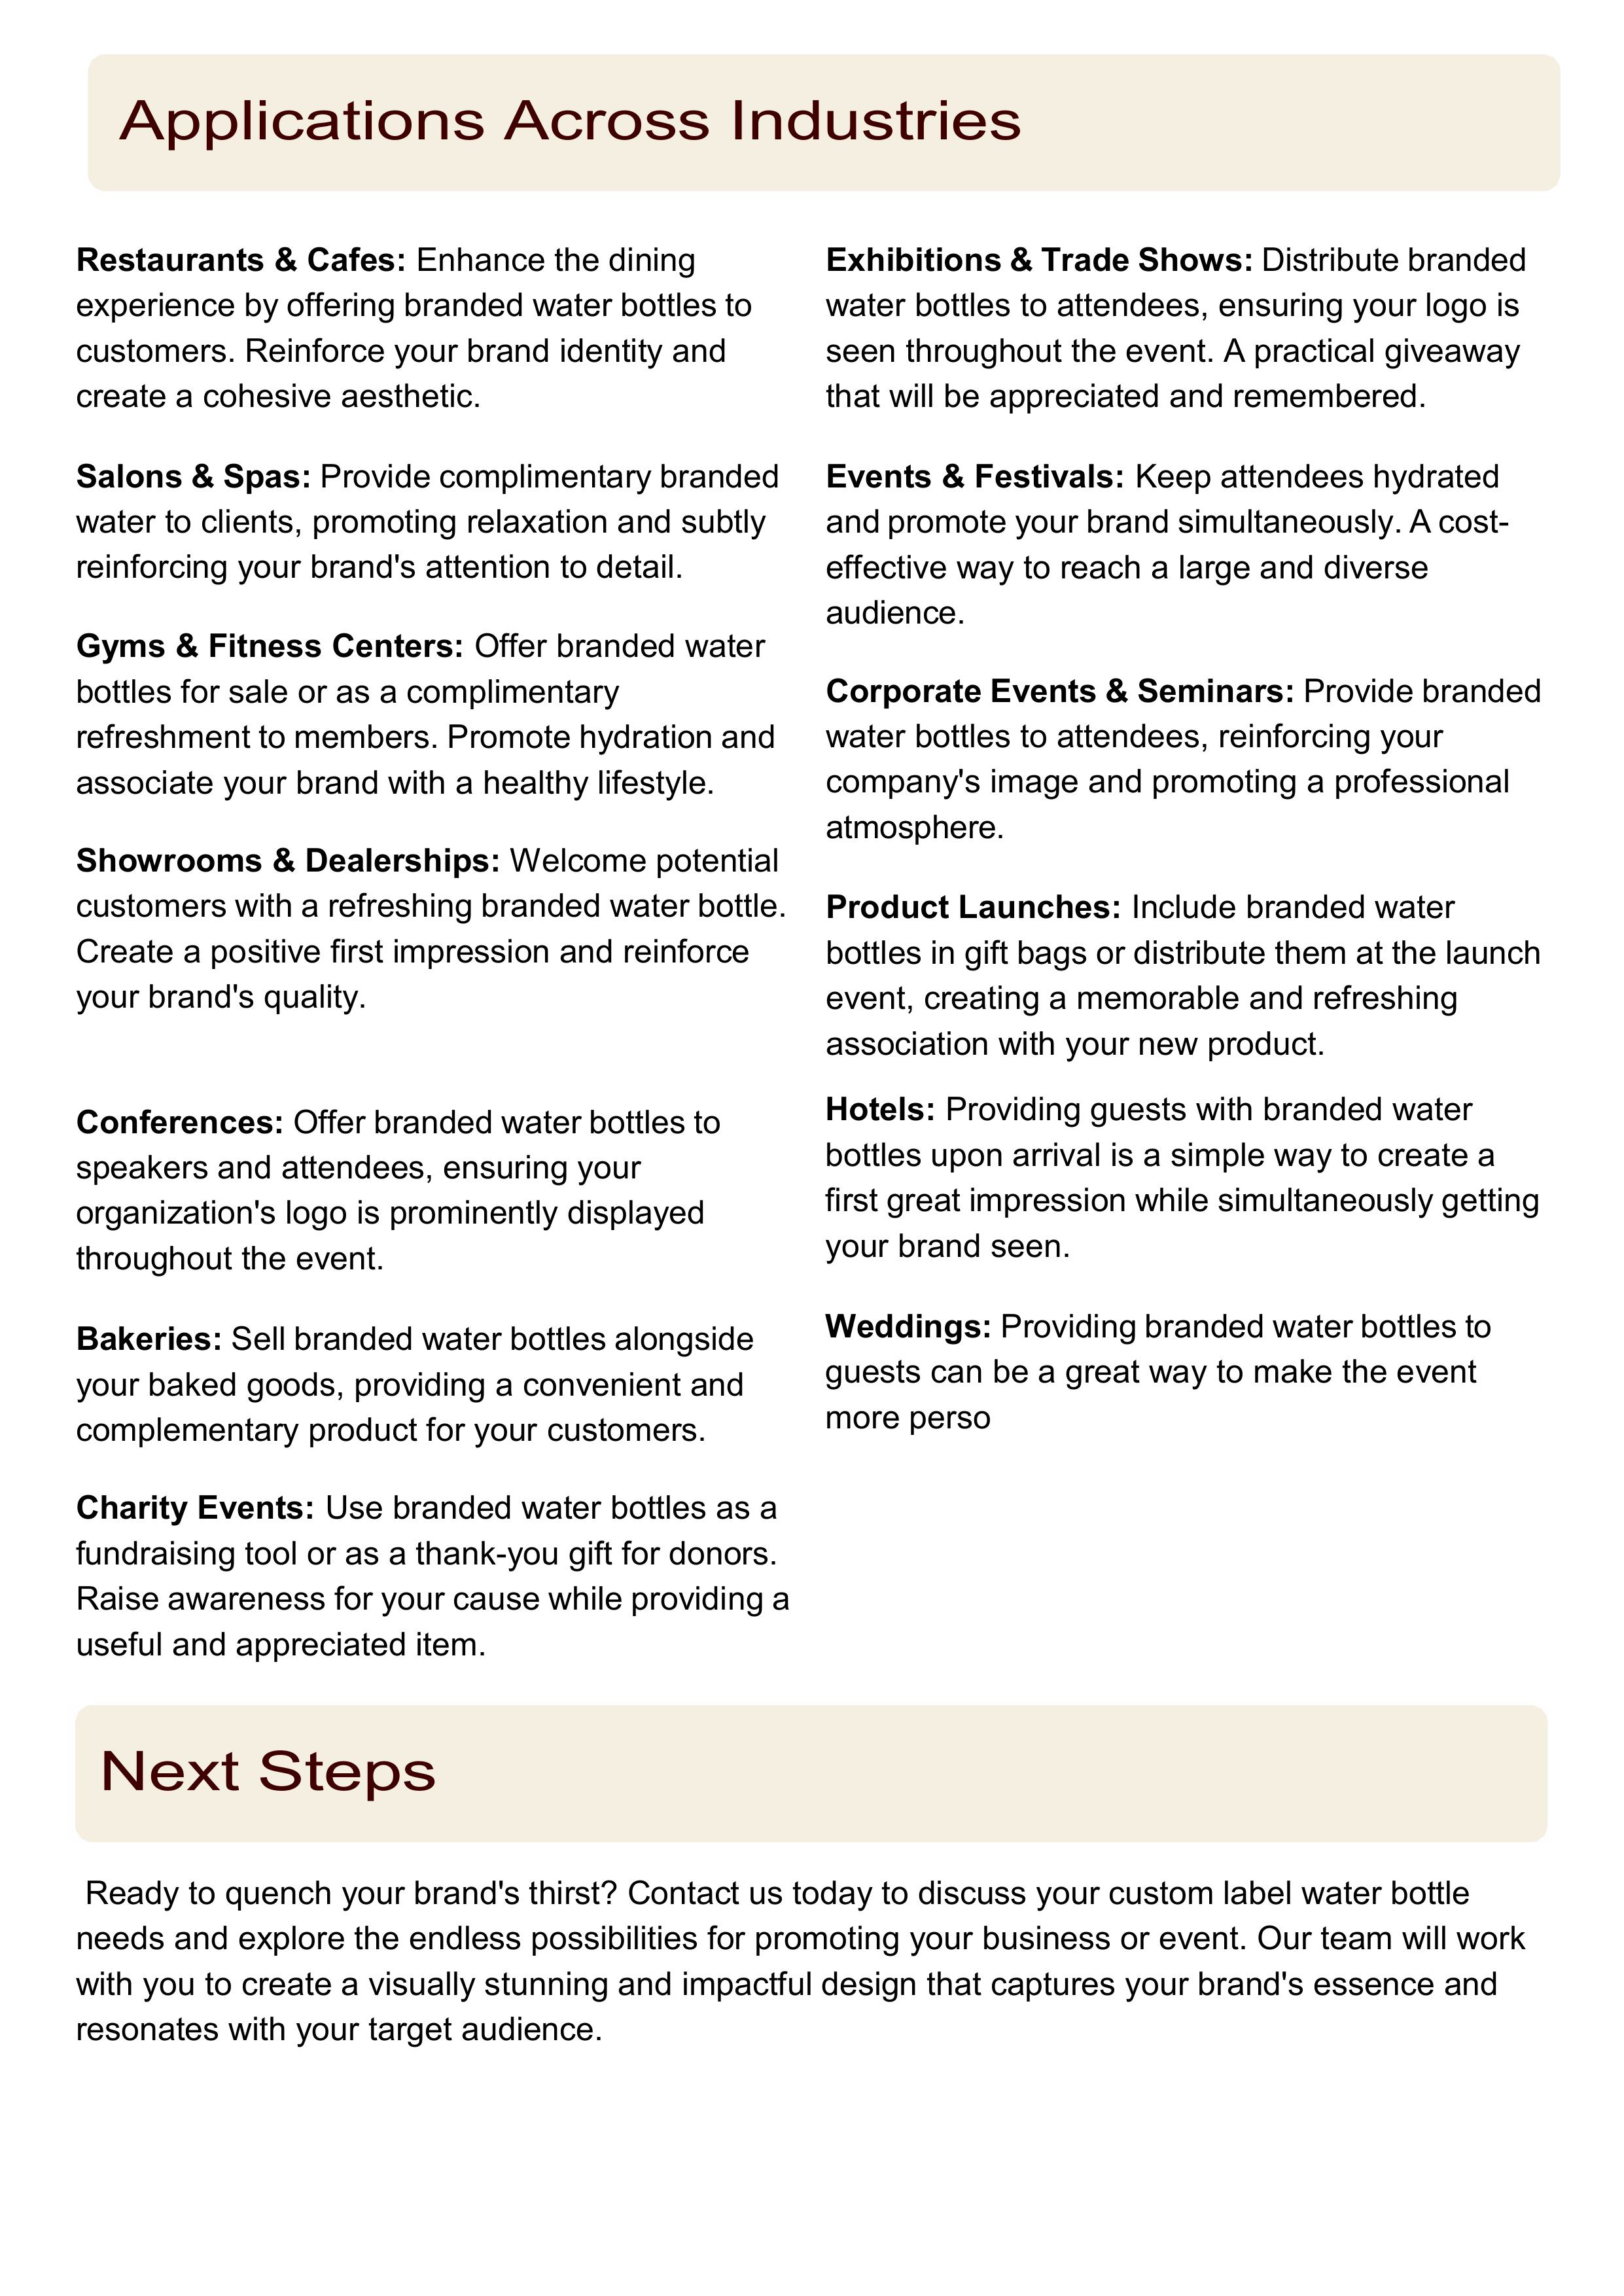 Applications Across Industries
Restaurants & Cafes: Enhance the dining
experience by offering branded water bottles to
customers. Reinforce your brand identity and
create a cohesive aesthetic.
Salons & Spas: Provide complimentary branded
water to clients, promoting relaxation and subtly
reinforcing your brand's attention to detail.
Gyms & Fitness Centers: Offer branded water
bottles for sale or as a complimentary
refreshment to members. Promote hydration and
associate your brand with a healthy lifestyle.
Showrooms & Dealerships: Welcome potential
customers with a refreshing branded water bottle.
Create a positive first impression and reinforce
your brand's quality.
Conferences: Offer branded water bottles to
speakers and attendees, ensuring your
organization's logo is prominently displayed
throughout the event.
Bakeries: Sell branded water bottles alongside
your baked goods, providing a convenient and
complementary product for your customers.
Charity Events: Use branded water bottles as a
fundraising tool or as a thank-you gift for donors.
Raise awareness for your cause while providing a
useful and appreciated item.
Exhibitions & Trade Shows: Distribute branded
water bottles to attendees, ensuring your logo is
seen throughout the event. A practical giveaway
that will be appreciated and remembered.
Events & Festivals: Keep attendees hydrated
and promote your brand simultaneously. A cost-
effective way to reach a large and diverse
audience.
Corporate Events & Seminars: Provide branded
water bottles to attendees, reinforcing your
company's image and promoting a professional
atmosphere.
Product Launches: Include branded water
bottles in gift bags or distribute them at the launch
event, creating a memorable and refreshing
association with your new product.
Hotels: Providing guests with branded water
bottles upon arrival is a simple way to create a
first great impression while simultaneously getting
your brand seen.
Weddings: Providing branded water bottles to
guests can be a great way to make the event
more perso
Next Steps
Ready to quench your brand's thirst? Contact us today to discuss your custom label water bottle
needs and explore the endless possibilities for promoting your business or event. Our team will work
with you to create a visually stunning and impactful design that captures your brand's essence and
resonates with your target audience.